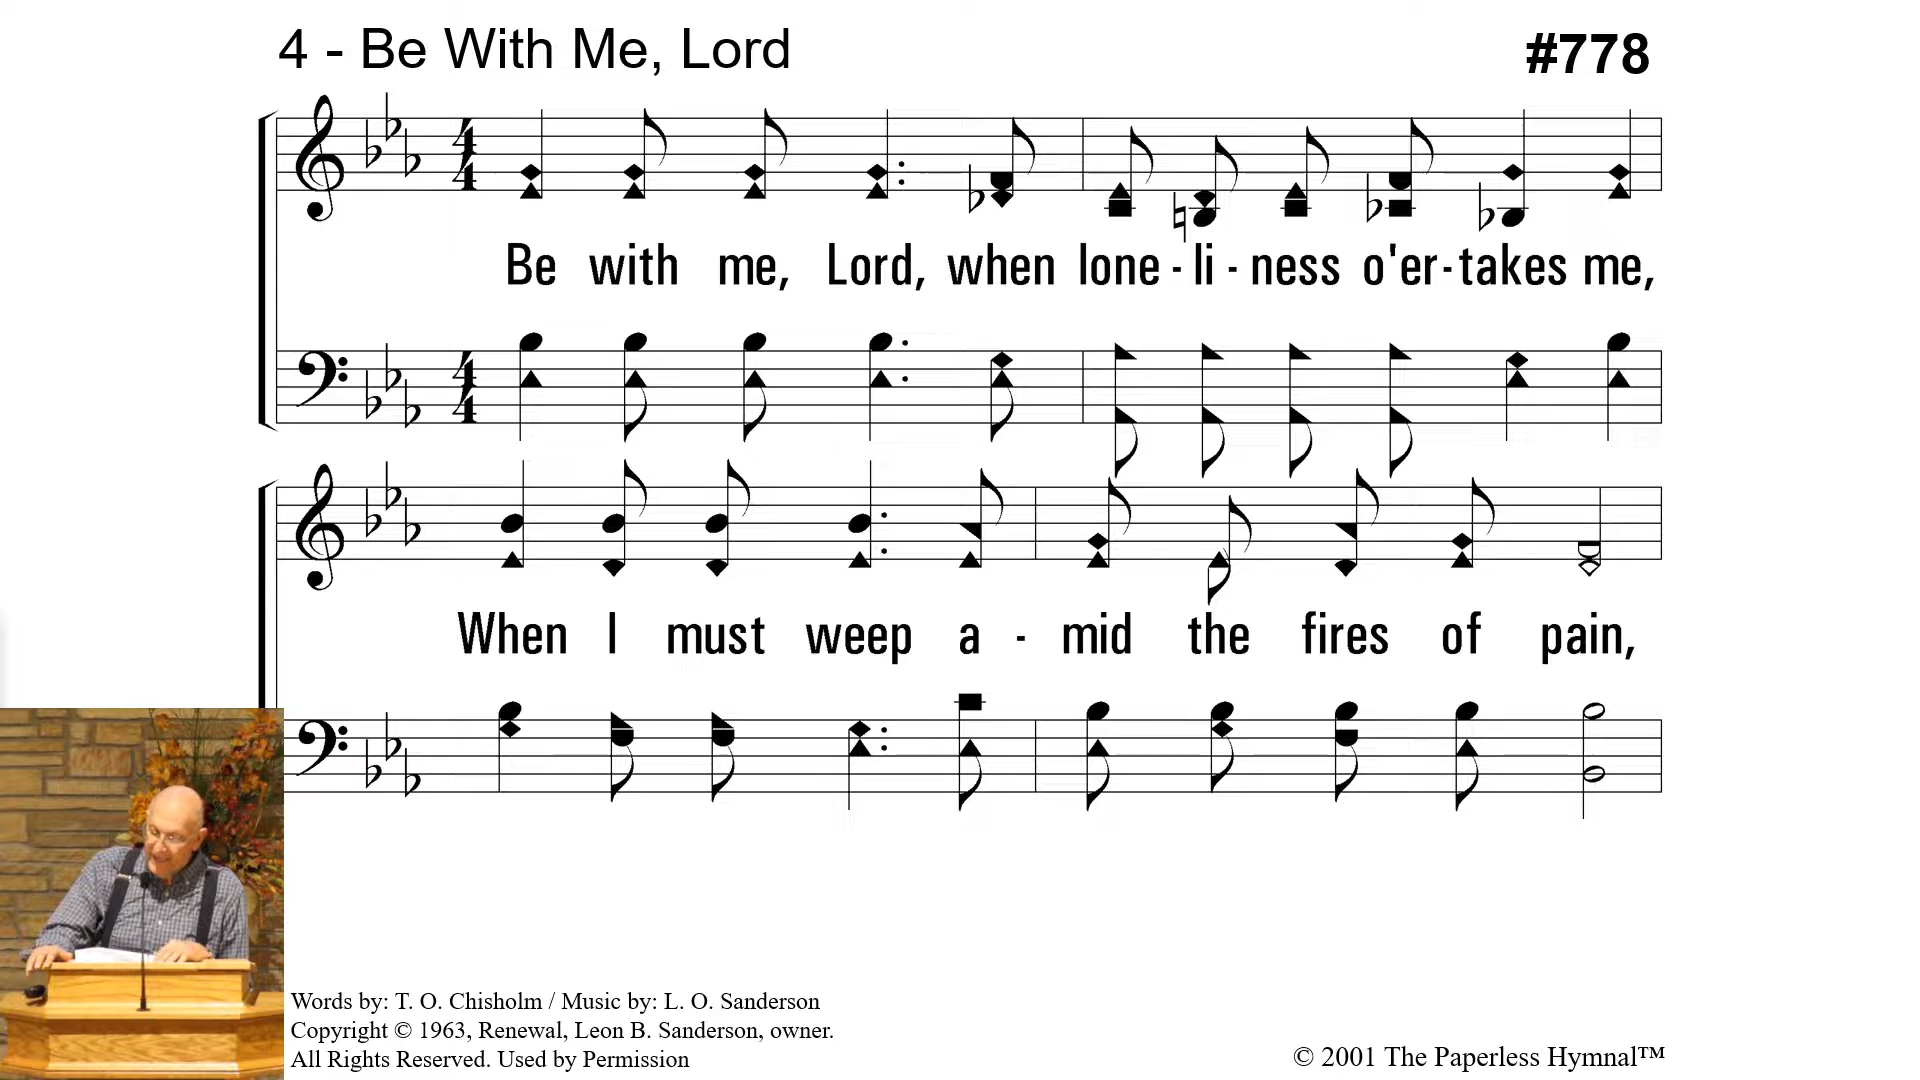 4 - Be With Me, Lord
#778
Be with me, Lord, when lone - li - ness o'er - takes me,
When I must weep a - mid the fires of pain,
Words by: T. O. Chisholm / Music by: L. O. Sanderson
Copyright © 1963, Renewal, Leon B. Sanderson, owner.
All Rights Reserved. Used by Permission
© 2001 The Paperless Hymnal™